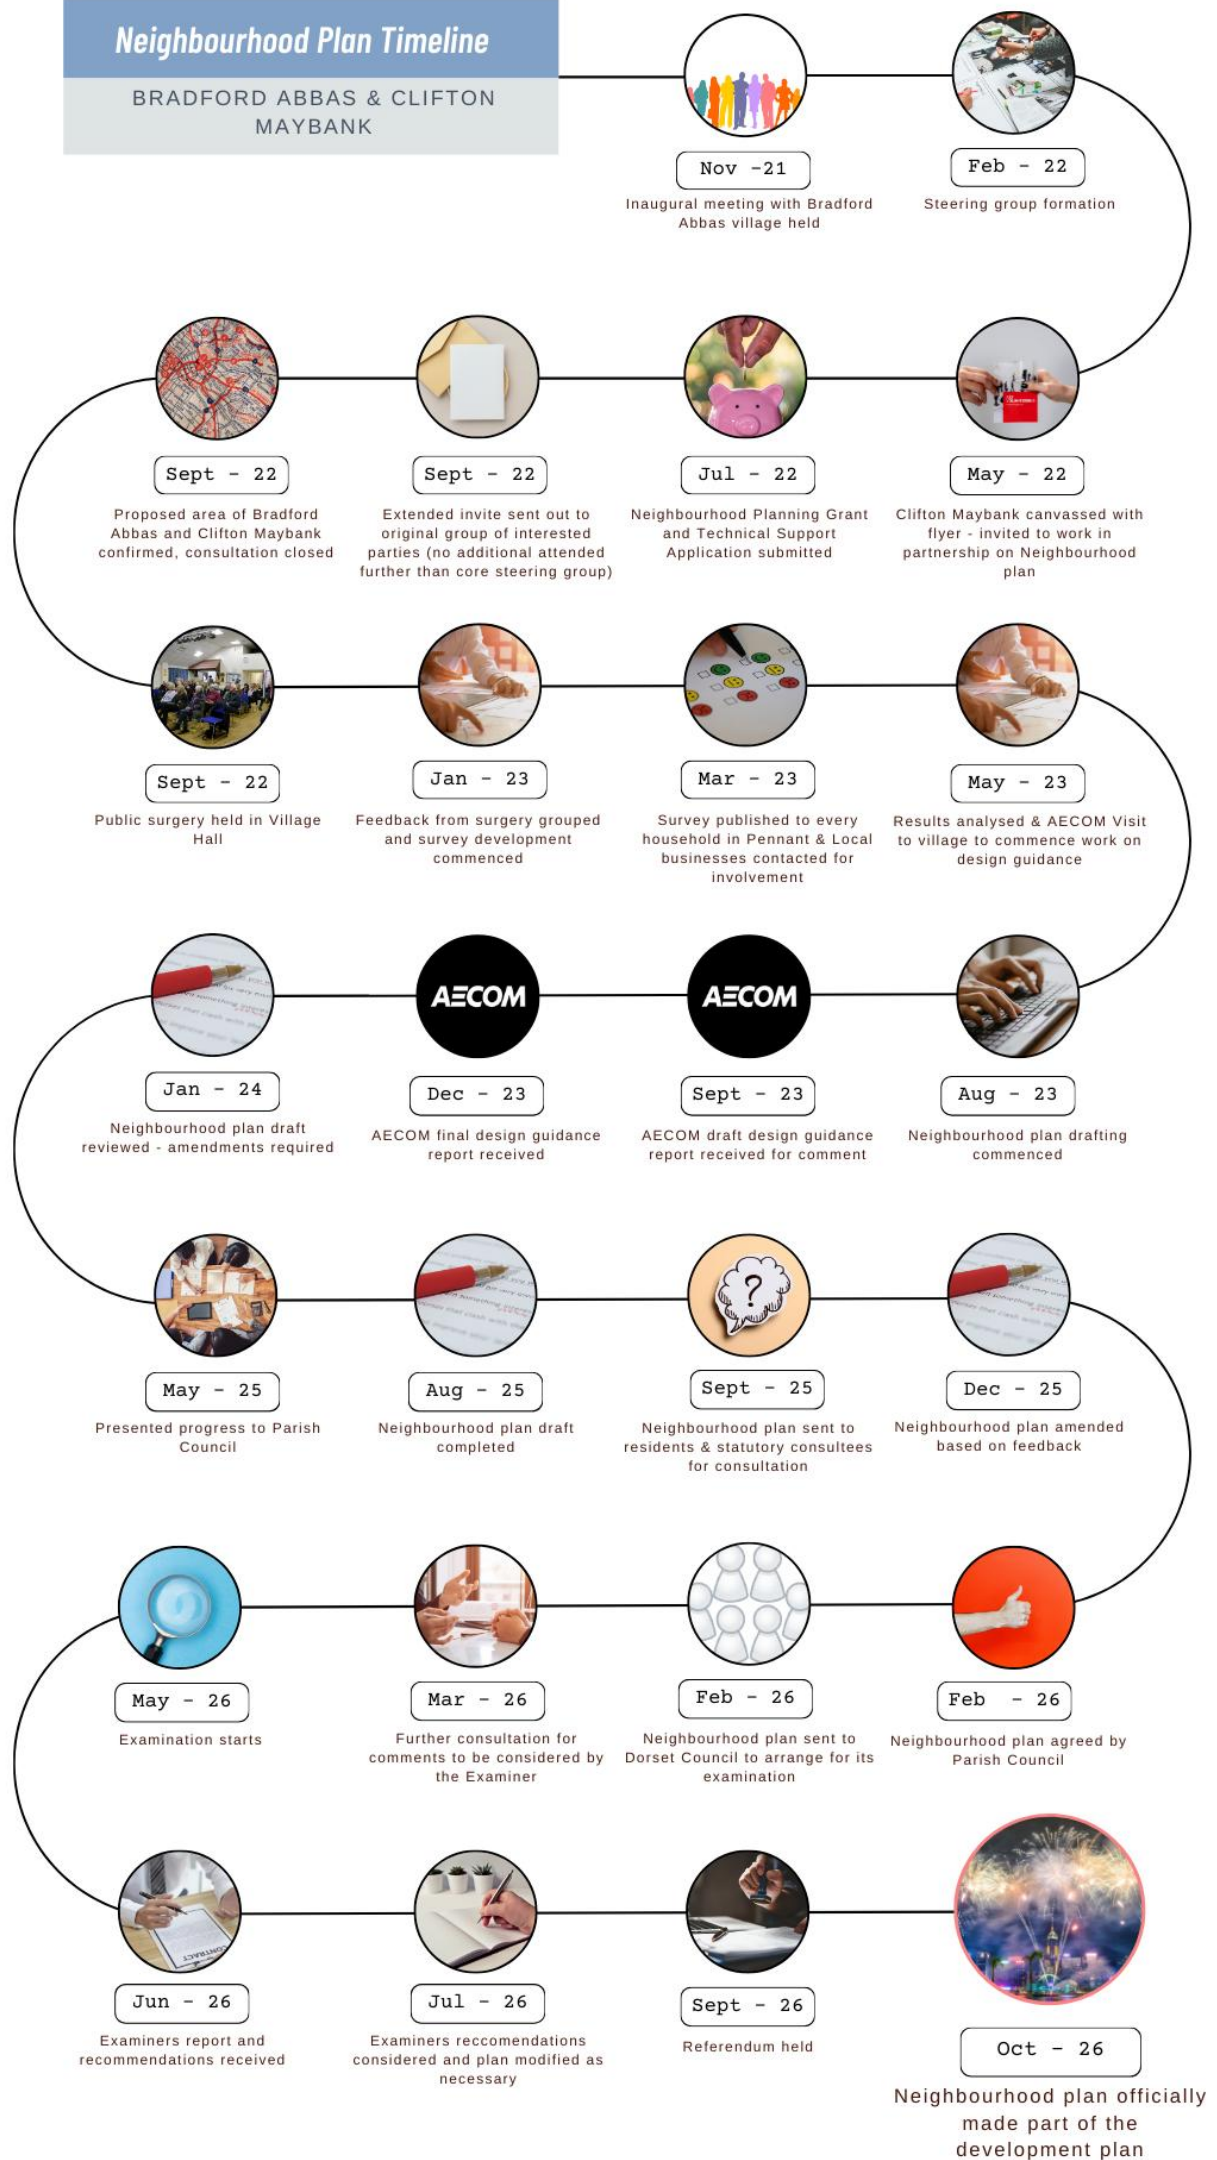 Neighbourhood Plan Timeline
BRADFORD ABBAS & CLIFTON
MAYBANK
Nov -21
Inaugural meeting with Bradford
Abbas village held
Feb - 22
Steering group formation
Sept - 22
Proposed area of Bradford
Abbas and Clifton Maybank
confirmed, consultation closed
Sept - 22
Extended invite sent out to
original group of interested
parties (no additional attended
further than core steering group)
Jul - 22
Neighbourhood Planning Grant
and Technical Support
Application submitted
May - 22
Clifton Maybank canvassed with
flyer - invited to work in
partnership on Neighbourhood
plan
Sept - 22
Public surgery held in Village
Hall
Jan - 23
Feedback from surgery grouped
and survey development
commenced
Mar - 23
Survey published to every
household in Pennant & Local
businesses contacted for
involvement
May - 23
Results analysed & AECOM Visit
to village to commence work on
design guidance
Jan - 24
Neighbourhood plan draft
reviewed - amendments required
AECOM
Dec - 23
AECOM final design guidance
report received
AECOM
Sept - 23
AECOM draft design guidance
report received for comment
Aug - 23
Neighbourhood plan drafting
commenced
May - 25
Presented progress to Parish
Council
Aug - 25
Neighbourhood plan draft
completed
?
Sept - 25
Neighbourhood plan sent to
residents & statutory consultees
for consultation
Dec - 25
Neighbourhood plan amended
based on feedback
May - 26
Examination starts
Mar - 26
Further consultation for
comments to be considered by
the Examiner
Feb - 26
Neighbourhood plan sent to
Dorset Council to arrange for its
examination
Feb - 26
Neighbourhood plan agreed by
Parish Council
CONTRACT
Jun - 26
Examiners report and
recommendations received
Jul - 26
Examiners reccomendations
considered and plan modified as
necessary
Sept - 26
Referendum held
Oct - 26
Neighbourhood plan officially
made part of the
development plan